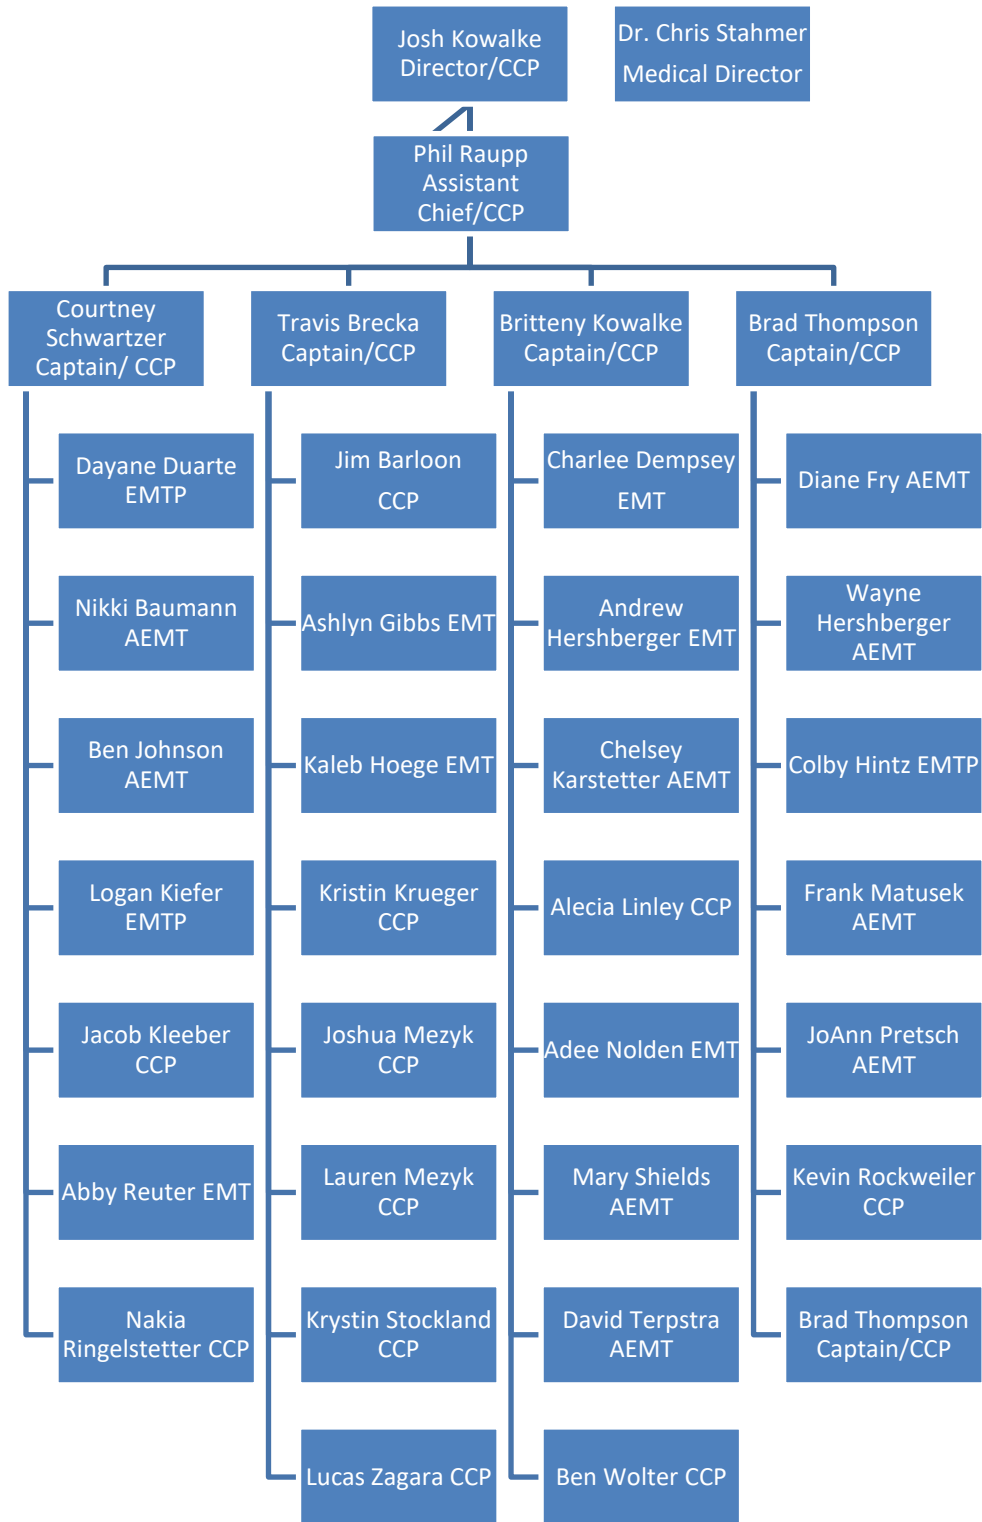 Josh Kowalke
Director/CCP
Dr. Chris Stahmer
Medical Director
Phil Raupp
Assistant
Chief/CCP
Courtney
Schwartzer
Captain/ CCP
Travis Brecka
Captain/CCP
Britteny Kowalke
Captain/CCP
Brad Thompson
Captain/CCP
Dayane Duarte
EMTP
Nikki Baumann
AEMT
Ben Johnson
AEMT
Logan Kiefer
EMTP
Jacob Kleeber
CCP
Abby Reuter EMT
Nakia
Ringelstetter CCP
Jim Barloon
CCP
Ashlyn Gibbs EMT
Kaleb Hoege EMT
Kristin Krueger
CCP
Joshua Mezyk
CCP
Lauren Mezyk
CCP
Krystin Stockland
CCP
Lucas Zagara CCP
Charlee Dempsey
EMT
Andrew
Hershberger EMT
Chelsey
Karstetter AEMT
Alecia Linley CCP
Adee Nolden EMT
Mary Shields
AEMT
David Terpstra
AEMT
Ben Wolter CCP
Diane Fry AEMT
Wayne
Hershberger
AEMT
Colby Hintz EMTP
Frank Matusek
AEMT
JoAnn Pretsch
AEMT
Kevin Rockweiler
CCP
Brad Thompson
Captain/CCP